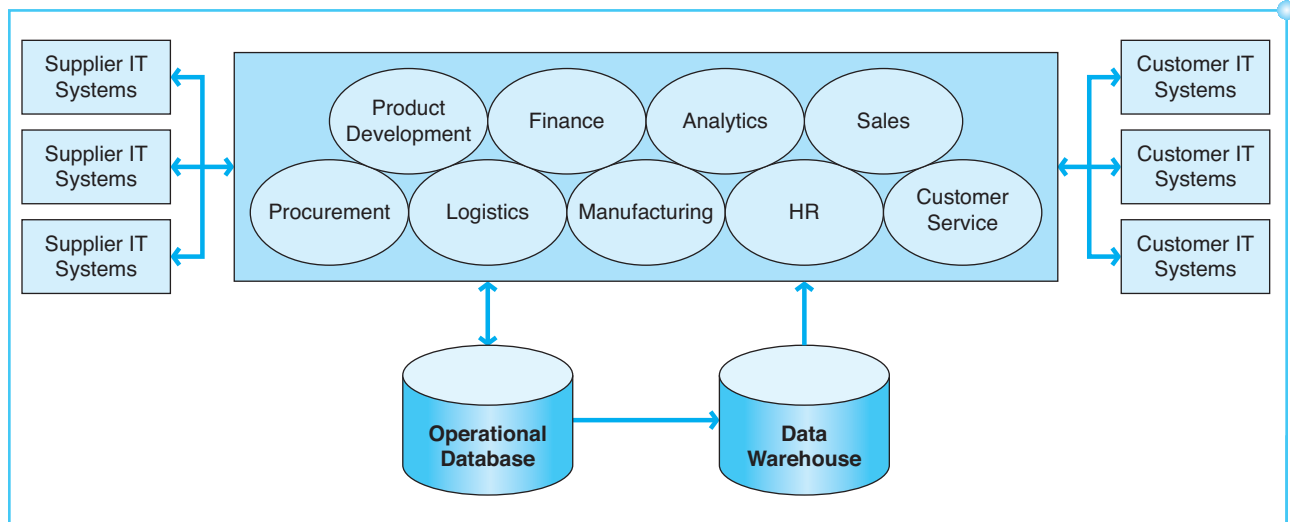 Supplier IT
Systems
Supplier IT
Systems
Supplier IT
Systems
Product
Development
Finance
Analytics
Sales
Procurement
Logistics
Manufacturing
HR
Customer
Service
Customer IT
Systems
Customer IT
Systems
Customer IT
Systems
Operational
Database
Data
Warehouse